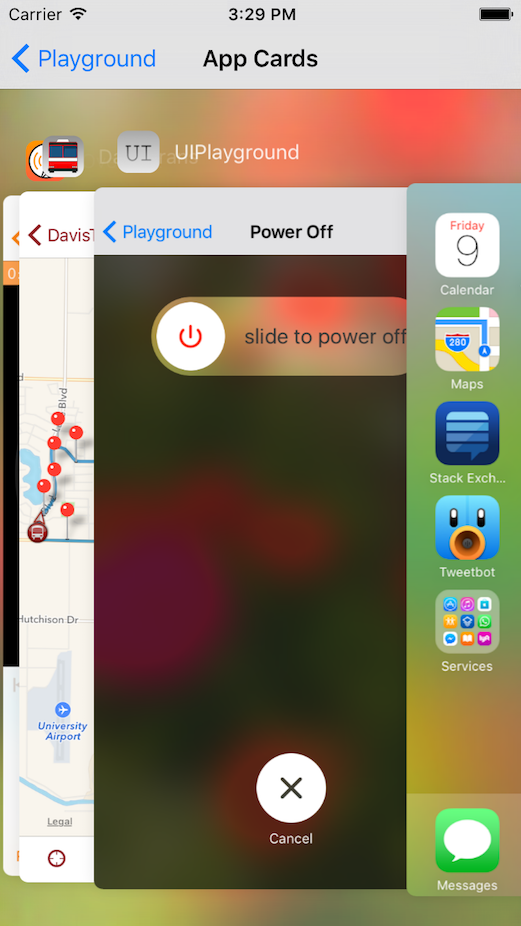 Carrier 3:29 PM
Playground App Cards
UI UIPlayground
DavisT
Playground Power Off
slide to power off
Blvd
Hutchison Dr
University
Airport
Legal
Cancel
Friday
9
Calendar
280
Maps
Stack Exch...
Tweetbot
Services
Messages